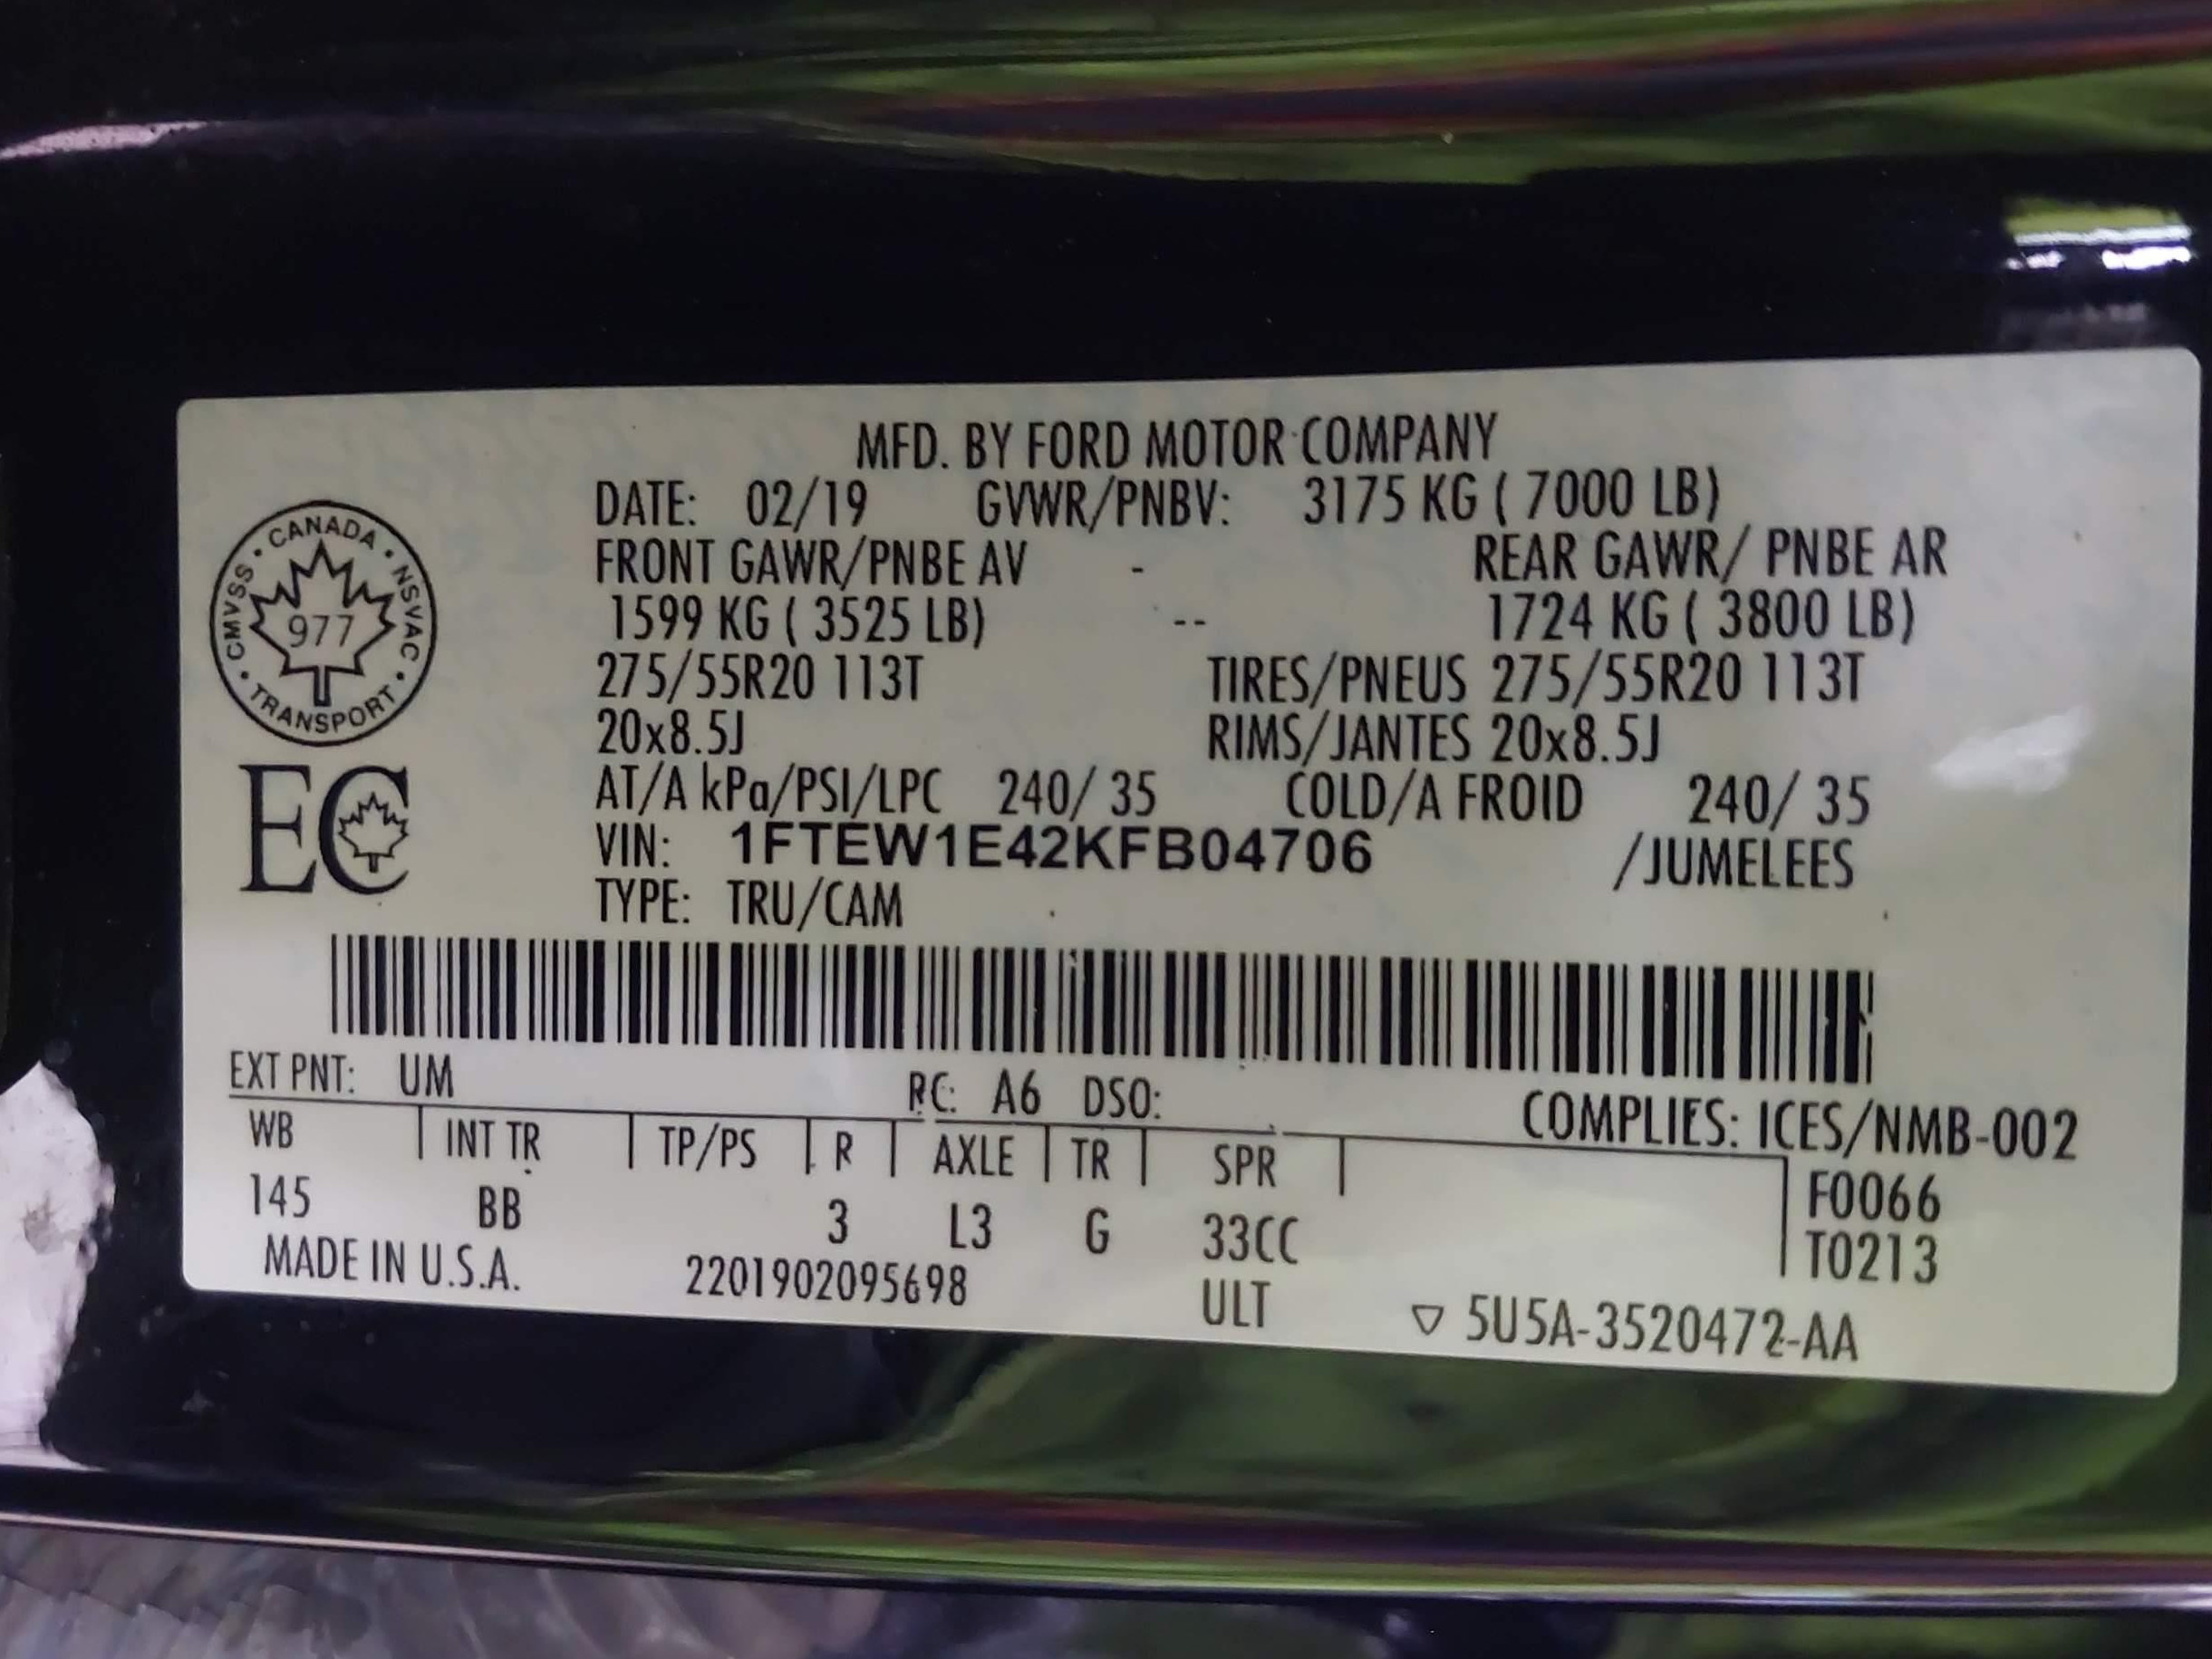 MFD. BY FORD MOTOR COMPANY
DATE: 02/19 GVWR/PNBV: 3175 KG ( 7000 LB)
FRONT GAWR/PNBE AV - REAR GAWR/ PNBE AR
1599 KG ( 3525 LB) -- 1724 KG ( 3800 LB)
275/55R20 113T TIRES/PNEUS 275/55R20 113T
20x8.5J RIMS/JANTES 20x8.5J
AT/A kPa/PSI/LPC 240/ 35 COLD/A FROID 240/ 35
VIN: 1FTEW1E42KFB04706 /JUMELEES
TYPE: TRU/CAM
CANADA · NSVAC · TRANSPORT · CMVSS ·
977
EC
EXT PNT: UM RC: A6 DSO: COMPLIES: ICES/NMB-002
WB INT TR TP/PS R AXLE TR SPR F0066
145 BB 3 L3 G 33CC T0213
MADE IN U.S.A. 2201902095698 ULT 5U5A-3520472-AA